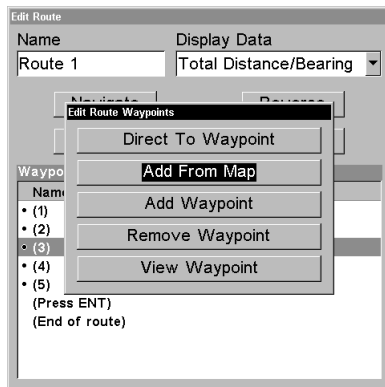 Edit Route
Name Display Data
Route 1 Total Distance/Bearing
Edit Route Waypoints
Direct To Waypoint
Add From Map
Add Waypoint
Remove Waypoint
View Waypoint
(1)
(2)
(3)
(4)
(5)
(Press ENT)
(End of route)